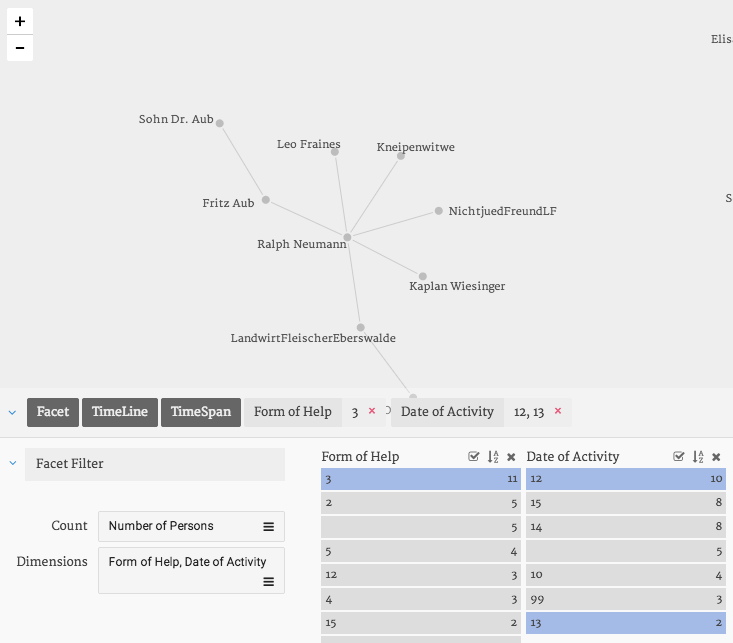 +
−
Elis
Sohn Dr. Aub
Leo Fraines
Kneipenwitwe
S
Fritz Aub
NichtjuedFreundLF
Ralph Neumann
Kaplan Wiesinger
LandwirtFleischerEberswalde
Facet TimeLine TimeSpan Form of Help 3 × Date of Activity 12, 13 ×
Facet Filter
Form of Help
Date of Activity
3 11 12 10
2 5 15 8
5 14 8
5 4 5
12 3 10 4
4 3 99 3
15 2 13 2
Count Number of Persons
Dimensions Form of Help, Date of Activity